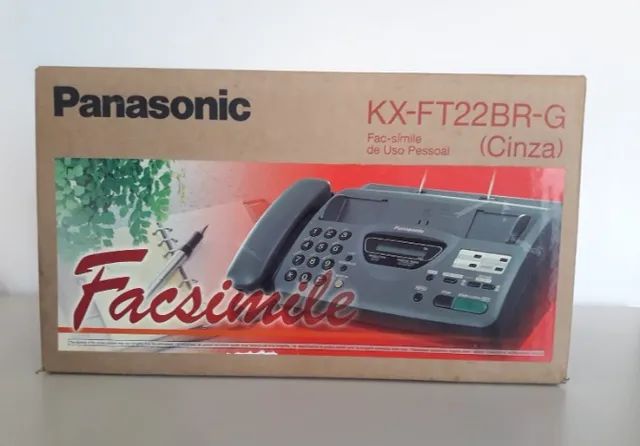 Panasonic
KX-FT22BR-G
Fac-símile
de Uso Pessoal
(Cinza)
Panasonic
Facsimile